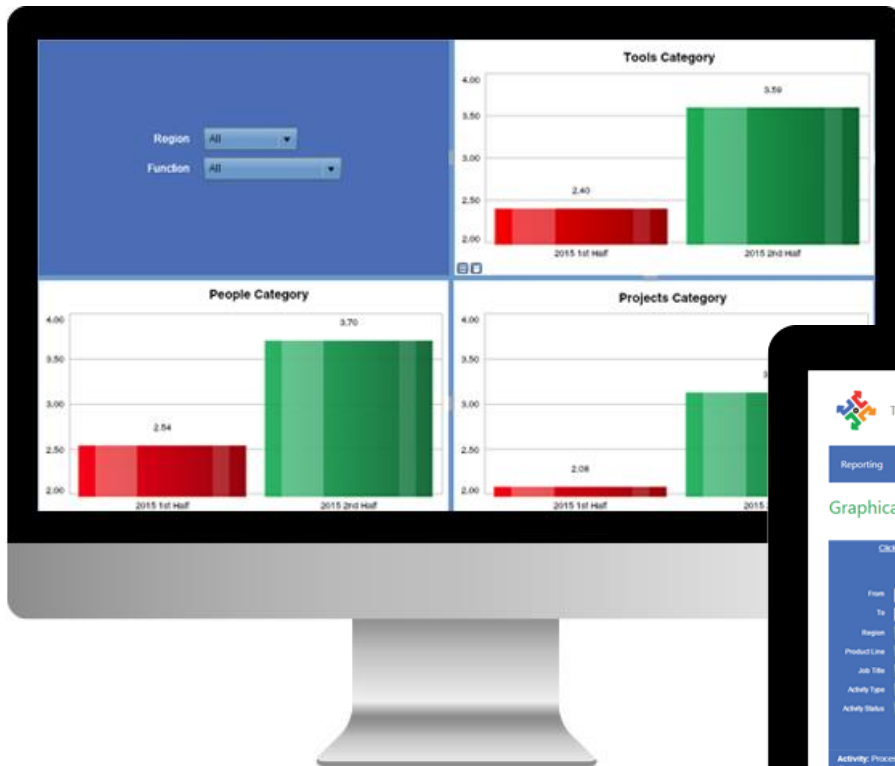 Region All
Function All
Tools Category
4.00
3.50
3.00
2.50
2.00
3.59
2.40
2015 1st Half 2015 2nd Half
People Category
4.00
3.50
3.00
2.50
2.00
3.70
2.54
2015 1st Half 2015 2nd Half
Projects Category
4.00
3.50
3.00
2.50
2.00
2.08
2015 1st Half
Reporting
From
To
Region
Product Line
Job Title
Activity Type
Activity Status
Activity: